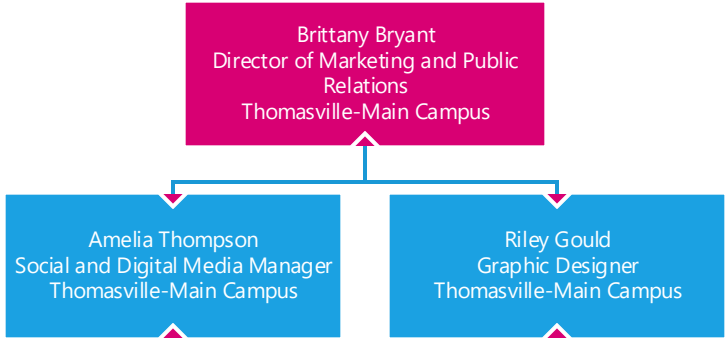 Brittany Bryant
Director of Marketing and Public
Relations
Thomasville-Main Campus
Amelia Thompson
Social and Digital Media Manager
Thomasville-Main Campus
Riley Gould
Graphic Designer
Thomasville-Main Campus